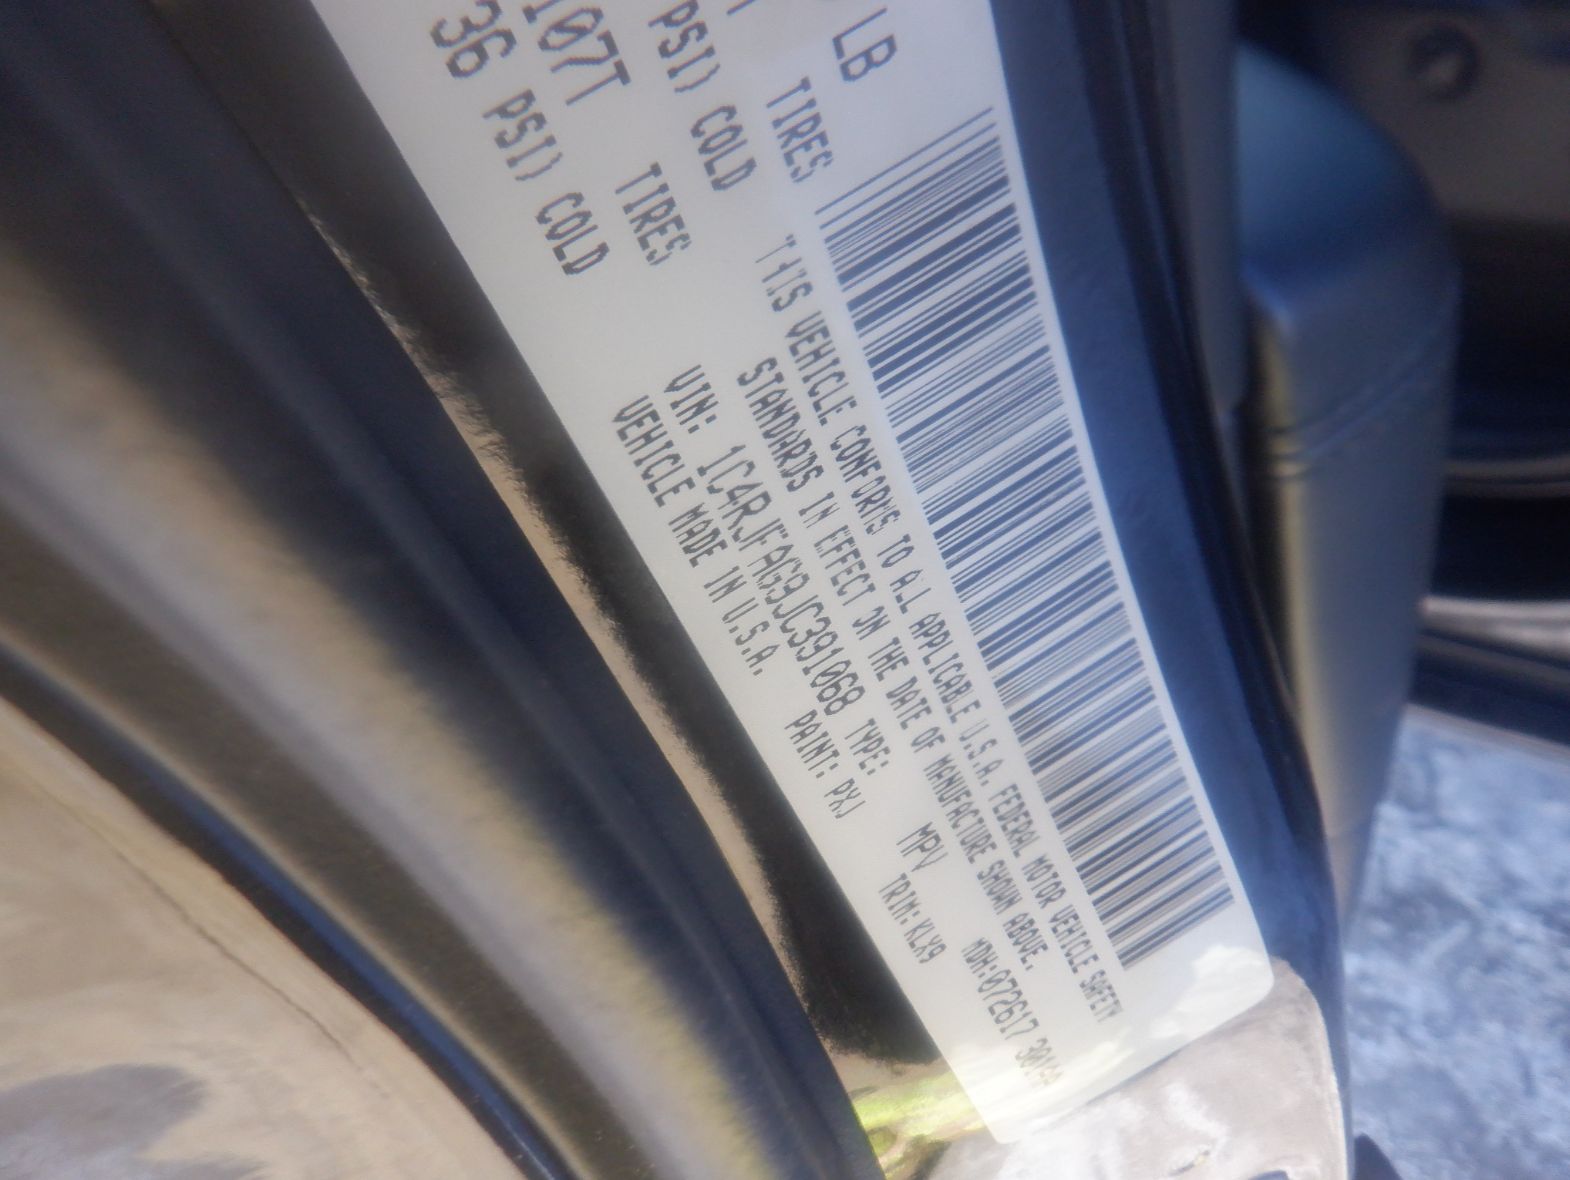 LB
TIRES
PSI) COLD
107T TIRES
36 PSI) COLD
THIS VEHICLE CONFORMS TO ALL APPLICABLE U.S.A. FEDERAL MOTOR VEHICLE SAFETY
STANDARDS IN EFFECT ON THE DATE OF MANUFACTURE SHOWN ABOVE.
VIN: 1C4RJFAG9JC391068 TYPE: MPV MDH:072617
VEHICLE MADE IN U.S.A. PAINT: PXJ TRIM: KLX9